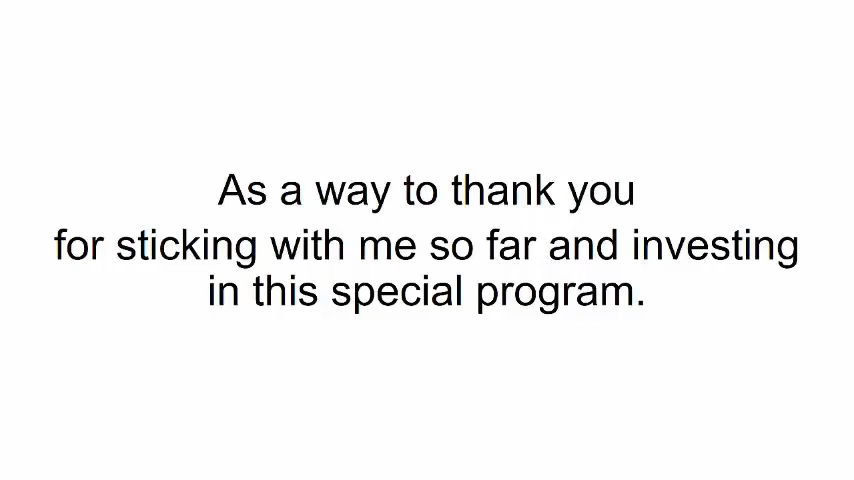 As a way to thank you
for sticking with me so far and investing
in this special program.